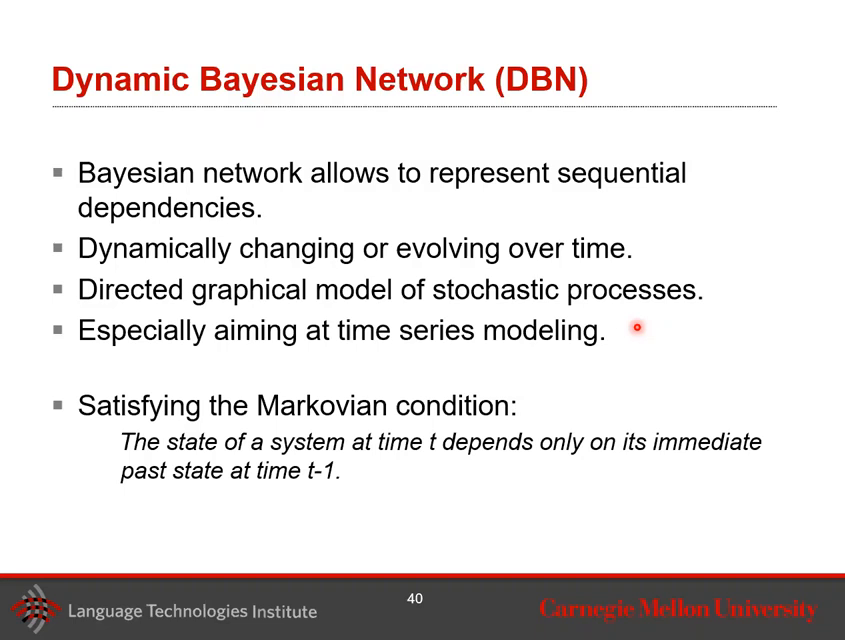 Dynamic Bayesian Network (DBN)
Bayesian network allows to represent sequential
dependencies.
Dynamically changing or evolving over time.
Directed graphical model of stochastic processes.
Especially aiming at time series modeling.
Satisfying the Markovian condition:
The state of a system at time t depends only on its immediate
past state at time t-1.
Language Technologies Institute
40
Carnegie Mellon University